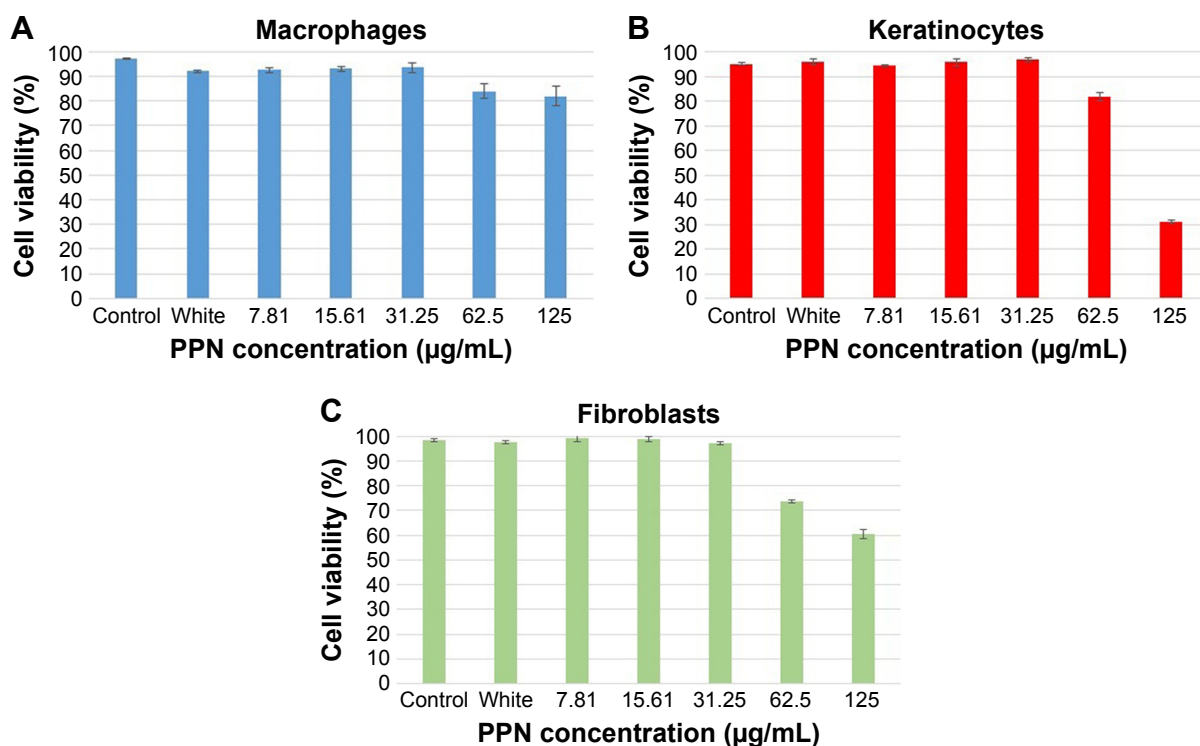 A
Macrophages
Cell viability (%)
100
90
80
70
60
50
40
30
20
10
0
Control White 7.81 15.61 31.25 62.5 125
PPN concentration (µg/mL)
B
Keratinocytes
Cell viability (%)
100
90
80
70
60
50
40
30
20
10
0
Control White 7.81 15.61 31.25 62.5 125
PPN concentration (µg/mL)
C
Fibroblasts
Cell viability (%)
100
90
80
70
60
50
40
30
20
10
0
Control White 7.81 15.61 31.25 62.5 125
PPN concentration (µg/mL)